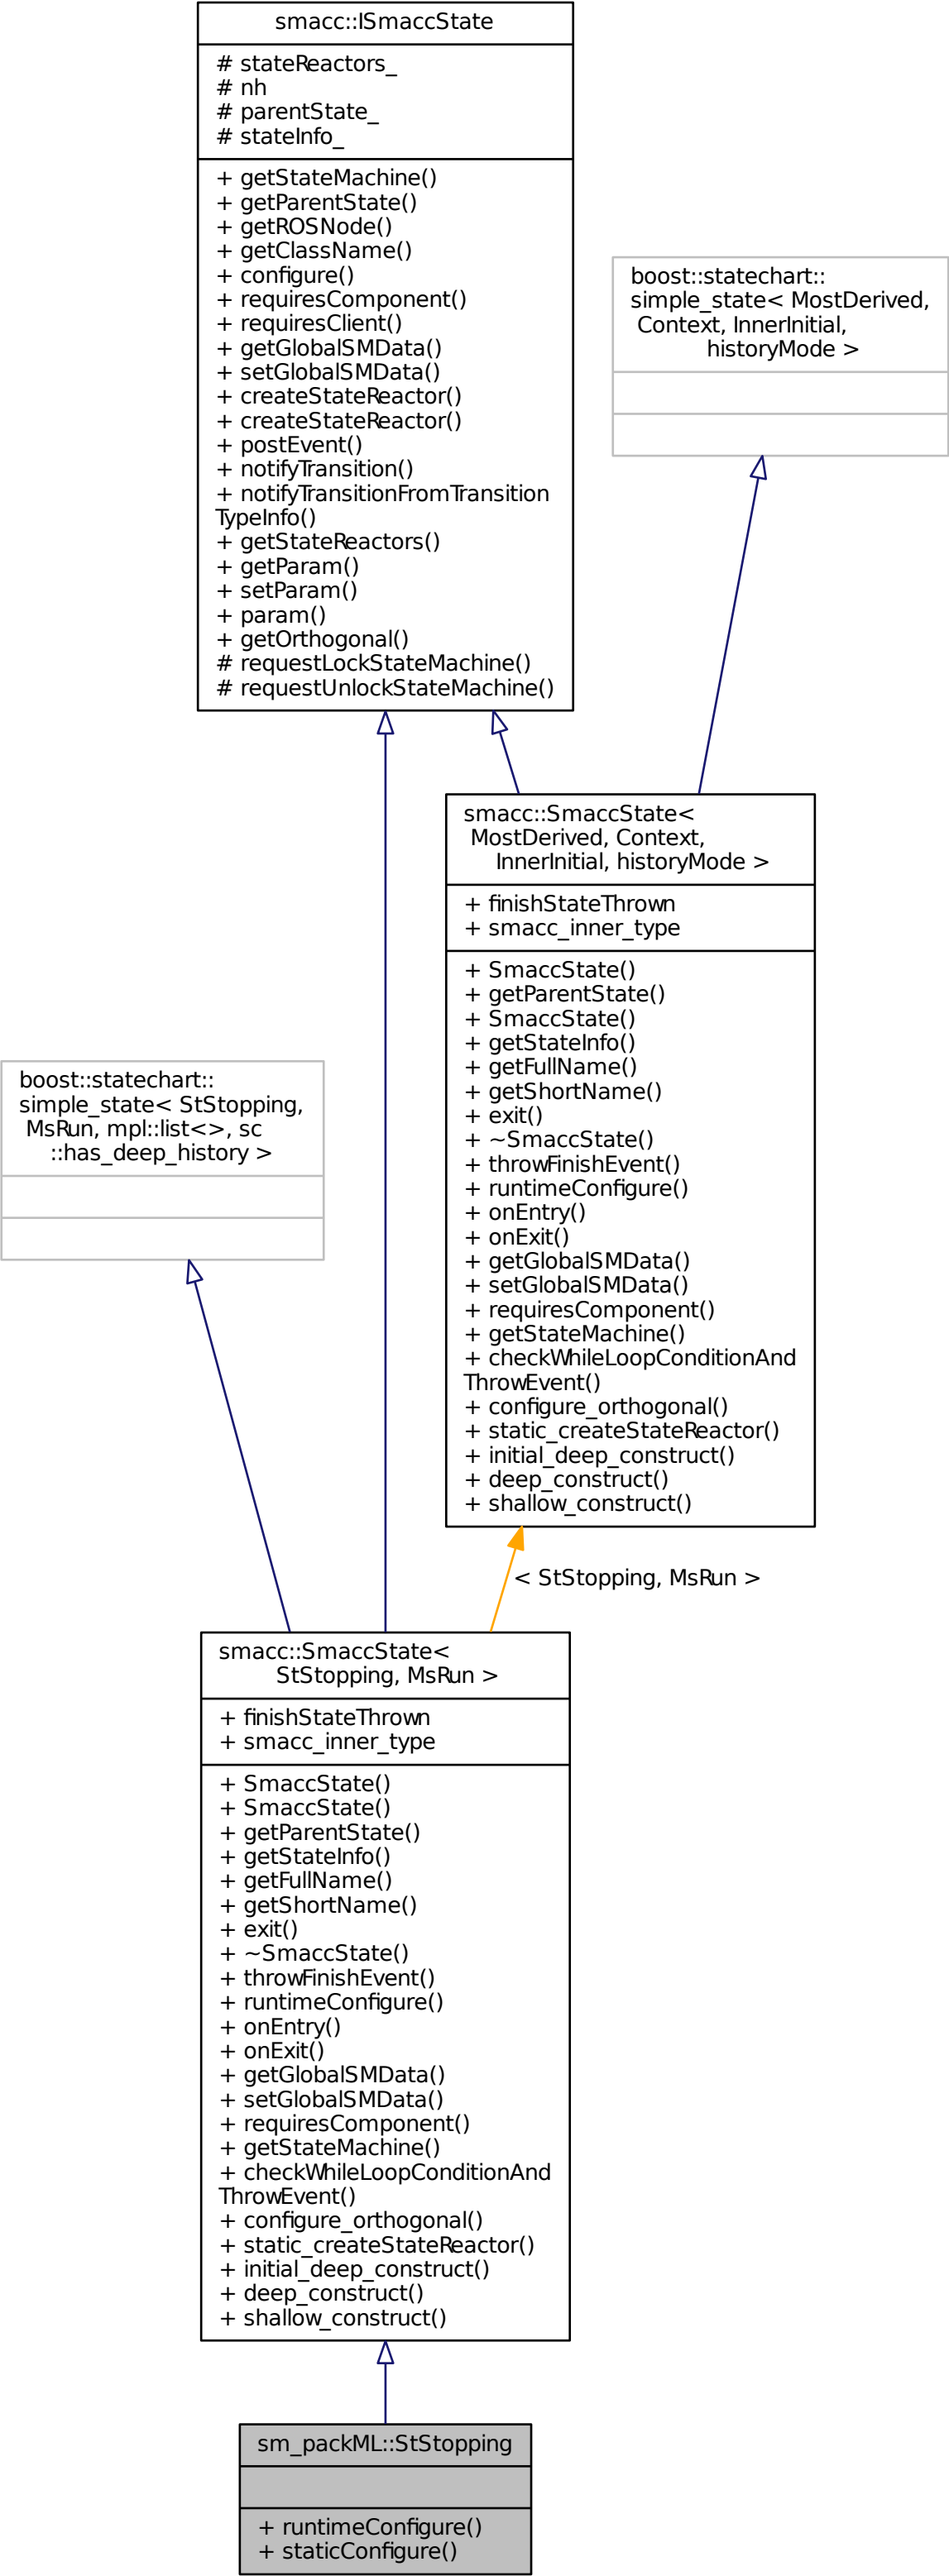 smacc::ISmaccState
# stateReactors_
# nh
# parentState_
# stateInfo_
+ getStateMachine()
+ getParentState()
+ getROSNode()
+ getClassName()
+ configure()
+ requiresComponent()
+ requiresClient()
+ getGlobalSMData()
+ setGlobalSMData()
+ createStateReactor()
+ createStateReactor()
+ postEvent()
+ notifyTransition()
+ notifyTransitionFromTransition
TypeInfo()
+ getStateReactors()
+ getParam()
+ setParam()
+ param()
+ getOrthogonal()
# requestLockStateMachine()
# requestUnlockStateMachine()
boost::statechart::
simple_state< MostDerived,
Context, InnerInitial,
historyMode >
smacc::SmaccState<
MostDerived, Context,
InnerInitial, historyMode >
+ finishStateThrown
+ smacc_inner_type
+ SmaccState()
+ getParentState()
+ SmaccState()
+ getStateInfo()
+ getFullName()
+ getShortName()
+ exit()
+ ~SmaccState()
+ throwFinishEvent()
+ runtimeConfigure()
+ onEntry()
+ onExit()
+ getGlobalSMData()
+ setGlobalSMData()
+ requiresComponent()
+ getStateMachine()
+ checkWhileLoopConditionAnd
ThrowEvent()
+ configure_orthogonal()
+ static_createStateReactor()
+ initial_deep_construct()
+ deep_construct()
+ shallow_construct()
boost::statechart::
simple_state< StStopping,
MsRun, mpl::list<>, sc
::has_deep_history >
< StStopping, MsRun >
smacc::SmaccState<
StStopping, MsRun >
+ finishStateThrown
+ smacc_inner_type
+ SmaccState()
+ SmaccState()
+ getParentState()
+ getStateInfo()
+ getFullName()
+ getShortName()
+ exit()
+ ~SmaccState()
+ throwFinishEvent()
+ runtimeConfigure()
+ onEntry()
+ onExit()
+ getGlobalSMData()
+ setGlobalSMData()
+ requiresComponent()
+ getStateMachine()
+ checkWhileLoopConditionAnd
ThrowEvent()
+ configure_orthogonal()
+ static_createStateReactor()
+ initial_deep_construct()
+ deep_construct()
+ shallow_construct()
sm_packML::StStopping
+ runtimeConfigure()
+ staticConfigure()